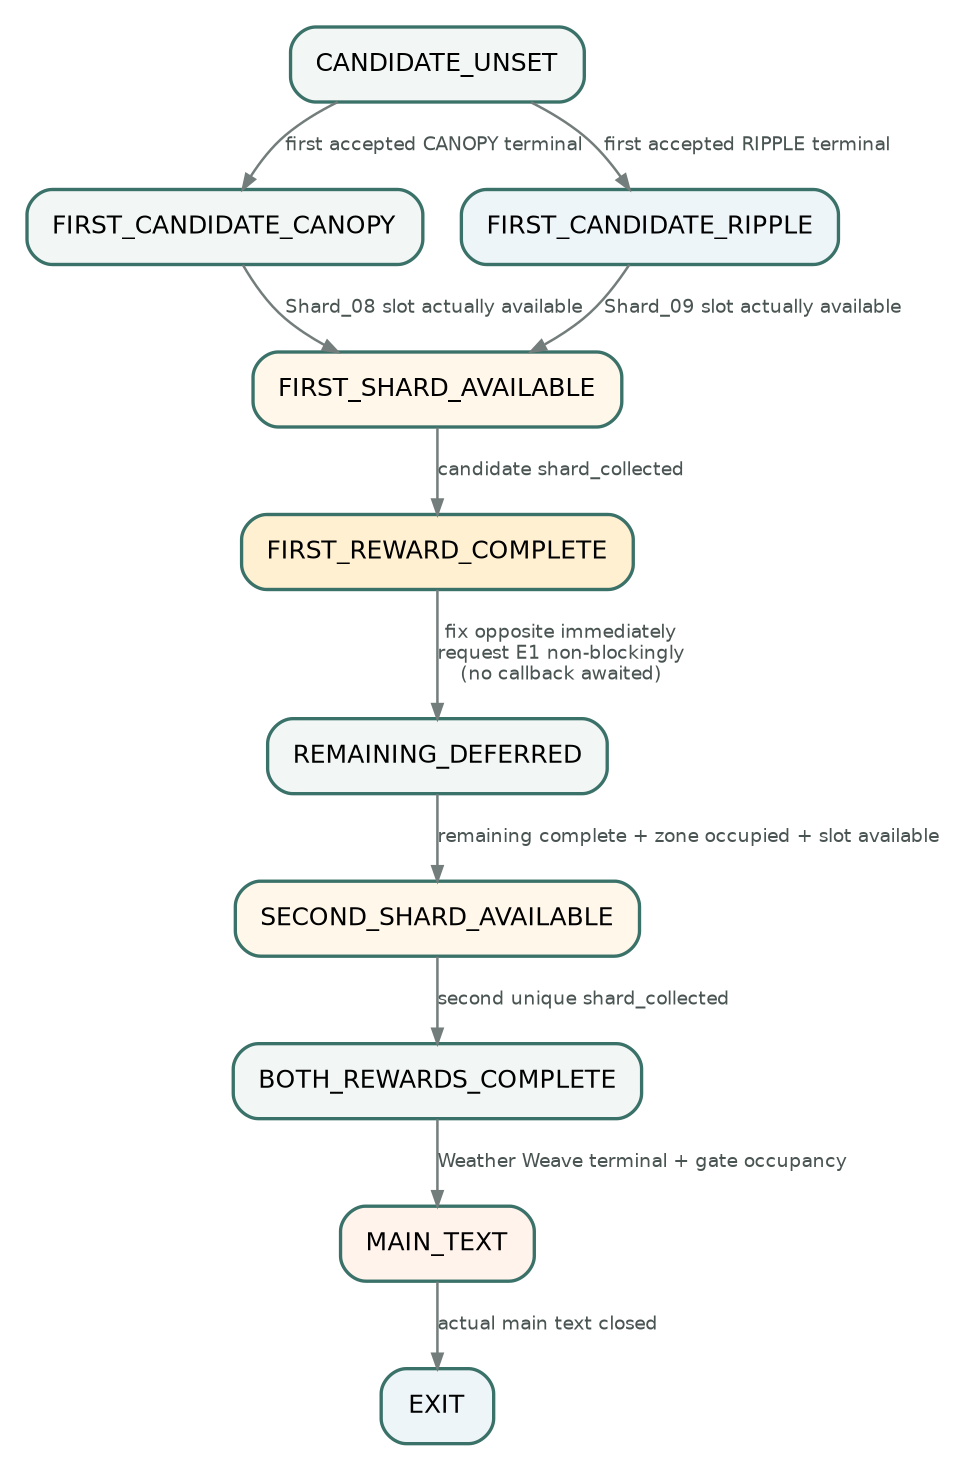 CANDIDATE_UNSET
first accepted CANOPY terminal
first accepted RIPPLE terminal
FIRST_CANDIDATE_CANOPY
FIRST_CANDIDATE_RIPPLE
Shard_08 slot actually available
Shard_09 slot actually available
FIRST_SHARD_AVAILABLE
candidate shard_collected
FIRST_REWARD_COMPLETE
fix opposite immediately
request E1 non-blockingly
(no callback awaited)
REMAINING_DEFERRED
remaining complete + zone occupied + slot available
SECOND_SHARD_AVAILABLE
second unique shard_collected
BOTH_REWARDS_COMPLETE
Weather Weave terminal + gate occupancy
MAIN_TEXT
actual main text closed
EXIT